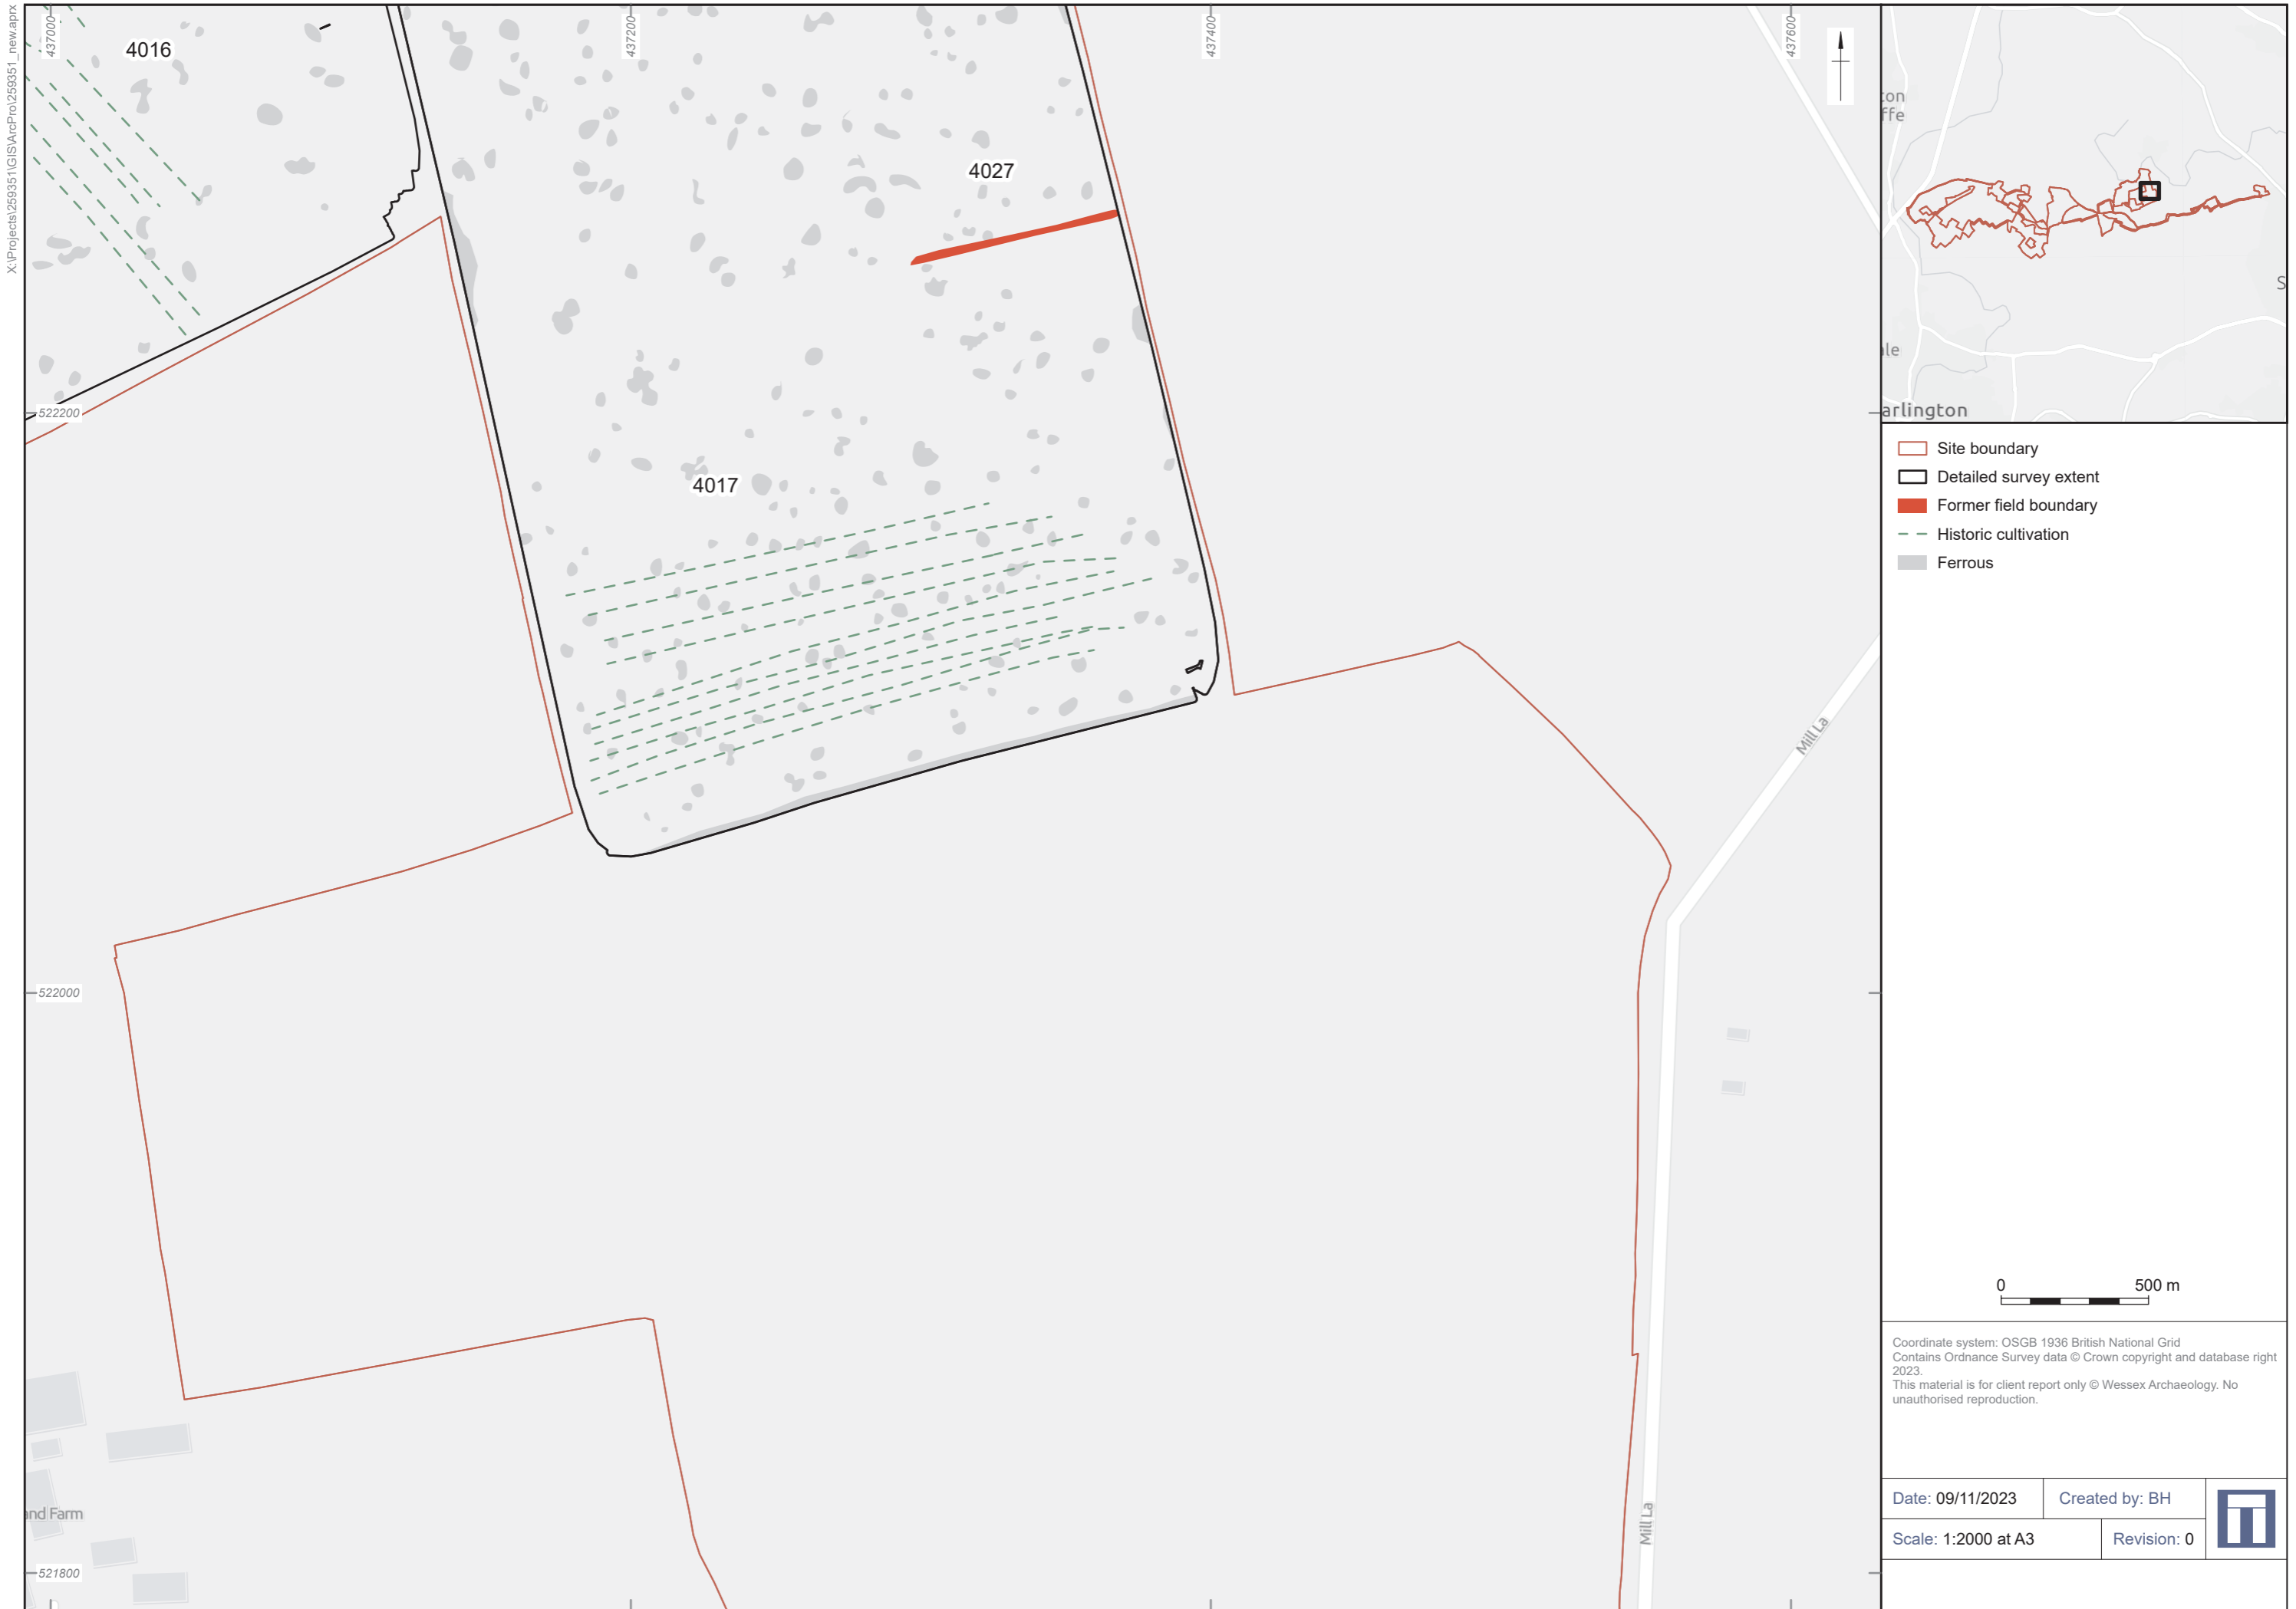 X:\Projects\259351\GIS\ArcPro\259351_new.aprx
437000
437200
437400
437600
4016
4027
4017
522200
522000
521800
Mill La
Mill La
nd Farm
ton
ffe
ale
S
arlington
Site boundary
Detailed survey extent
Former field boundary
Historic cultivation
Ferrous
0 500 m
Coordinate system: OSGB 1936 British National Grid
Contains Ordnance Survey data © Crown copyright and database right
2023.
This material is for client report only © Wessex Archaeology. No
unauthorised reproduction.
Date: 09/11/2023
Created by: BH
Scale: 1:2000 at A3
Revision: 0